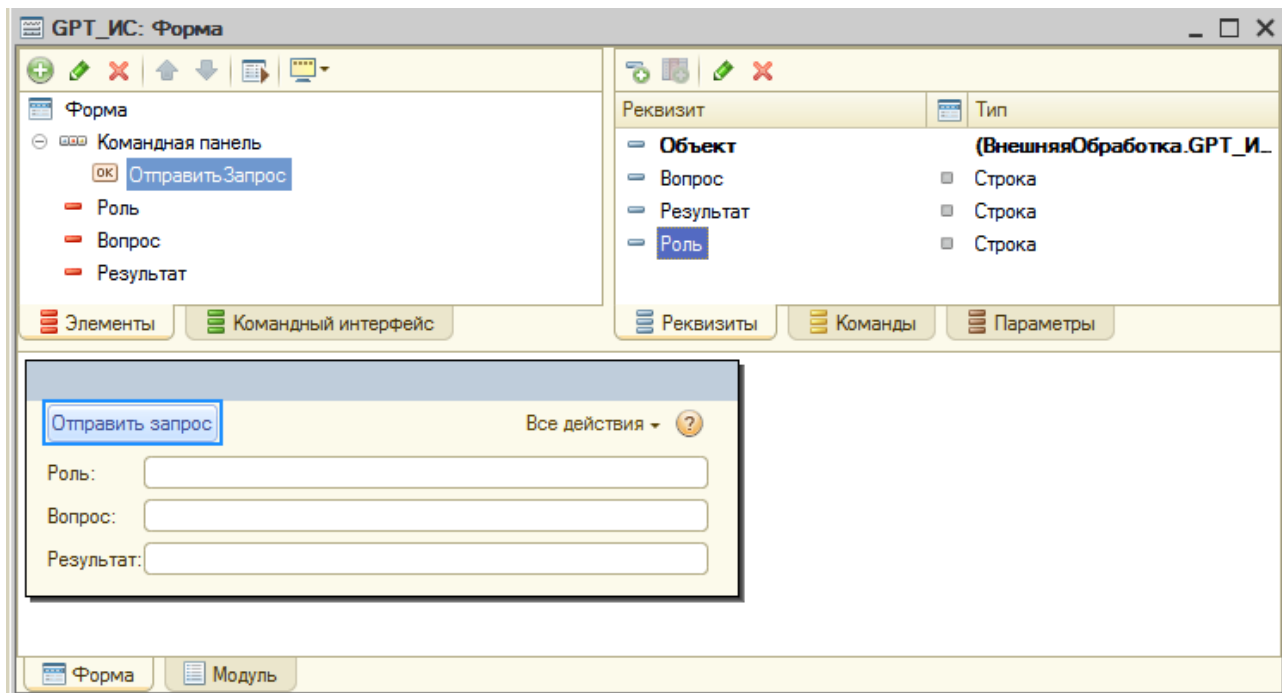 GPT_ИС: Форма
Форма
Командная панель
OK ОтправитьЗапрос
Роль
Вопрос
Результат
Элементы Командный интерфейс
Реквизит Тип
Объект (ВнешняяОбработка.GPT_И...
Вопрос Строка
Результат Строка
Роль Строка
Реквизиты Команды Параметры
Отправить запрос Все действия ?
Роль:
Вопрос:
Результат:
Форма Модуль